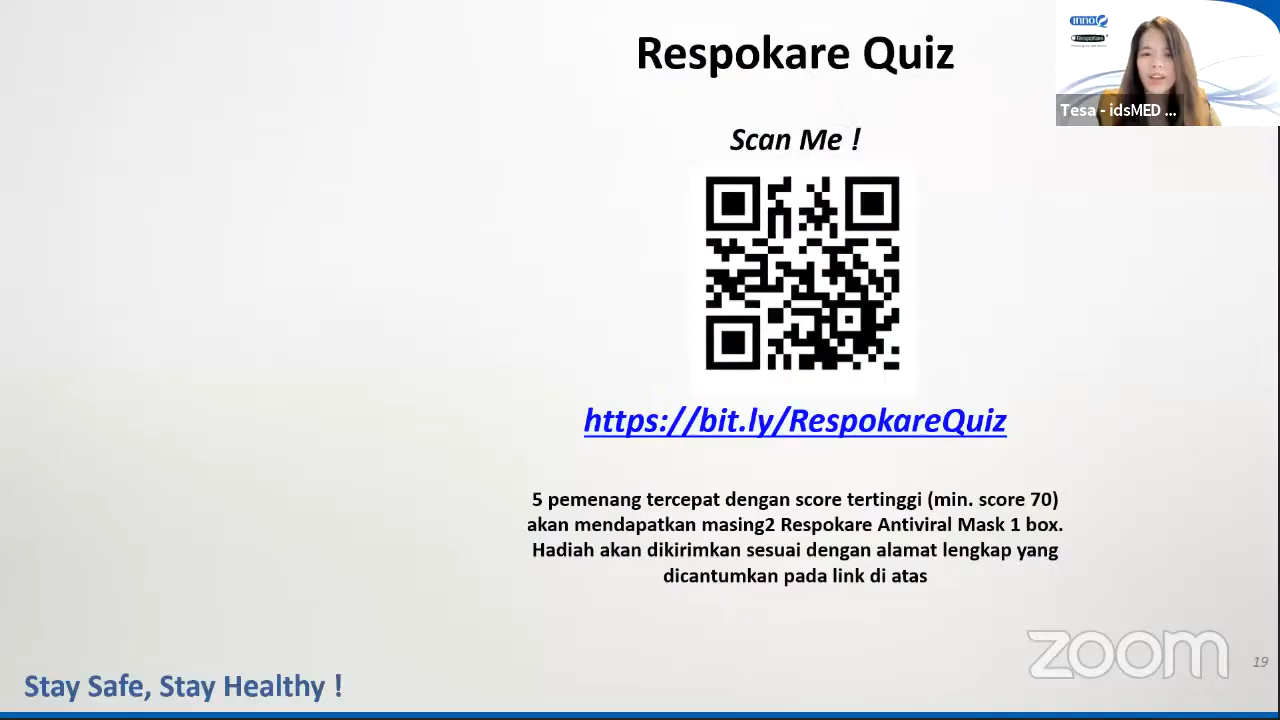 Respokare Quiz
inno
Respokare
Tesa - idsMED ...
Scan Me !
https://bit.ly/RespokareQuiz
5 pemenang tercepat dengan score tertinggi (min. score 70)
akan mendapatkan masing2 Respokare Antiviral Mask 1 box.
Hadiah akan dikirimkan sesuai dengan alamat lengkap yang
dicantumkan pada link di atas
zoom
19
Stay Safe, Stay Healthy !